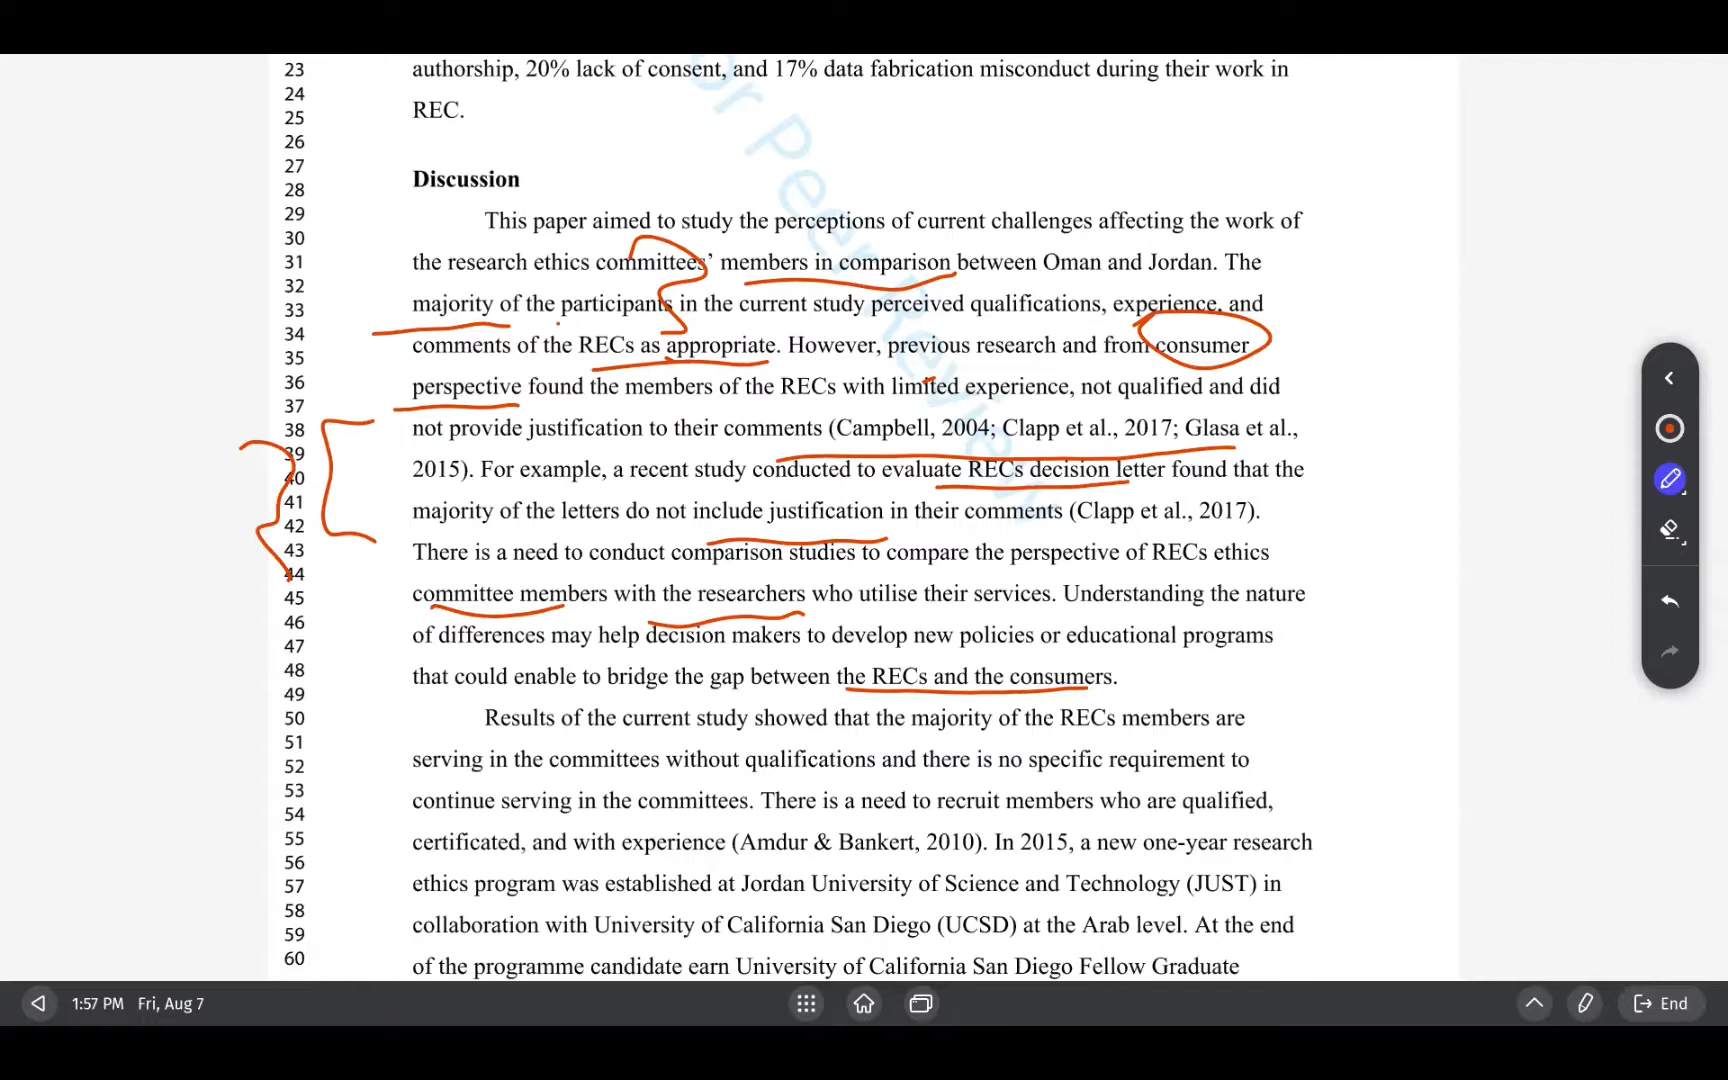 23
24
25
26
27
28
29
30
31
32
33
34
35
36
37
38
39
40
41
42
43
44
45
46
47
48
49
50
51
52
53
54
55
56
57
58
59
60
authorship, 20% lack of consent, and 17% data fabrication misconduct during their work in
REC.
Discussion
This paper aimed to study the perceptions of current challenges affecting the work of
the research ethics committees’ members in comparison between Oman and Jordan. The
majority of the participants in the current study perceived qualifications, experience, and
comments of the RECs as appropriate. However, previous research and from consumer
perspective found the members of the RECs with limited experience, not qualified and did
not provide justification to their comments (Campbell, 2004; Clapp et al., 2017; Glasa et al.,
2015). For example, a recent study conducted to evaluate RECs decision letter found that the
majority of the letters do not include justification in their comments (Clapp et al., 2017).
There is a need to conduct comparison studies to compare the perspective of RECs ethics
committee members with the researchers who utilise their services. Understanding the nature
of differences may help decision makers to develop new policies or educational programs
that could enable to bridge the gap between the RECs and the consumers.
Results of the current study showed that the majority of the RECs members are
serving in the committees without qualifications and there is no specific requirement to
continue serving in the committees. There is a need to recruit members who are qualified,
certificated, and with experience (Amdur & Bankert, 2010). In 2015, a new one-year research
ethics program was established at Jordan University of Science and Technology (JUST) in
collaboration with University of California San Diego (UCSD) at the Arab level. At the end
of the programme candidate earn University of California San Diego Fellow Graduate
or Peer Review
1:57 PM Fri, Aug 7
End